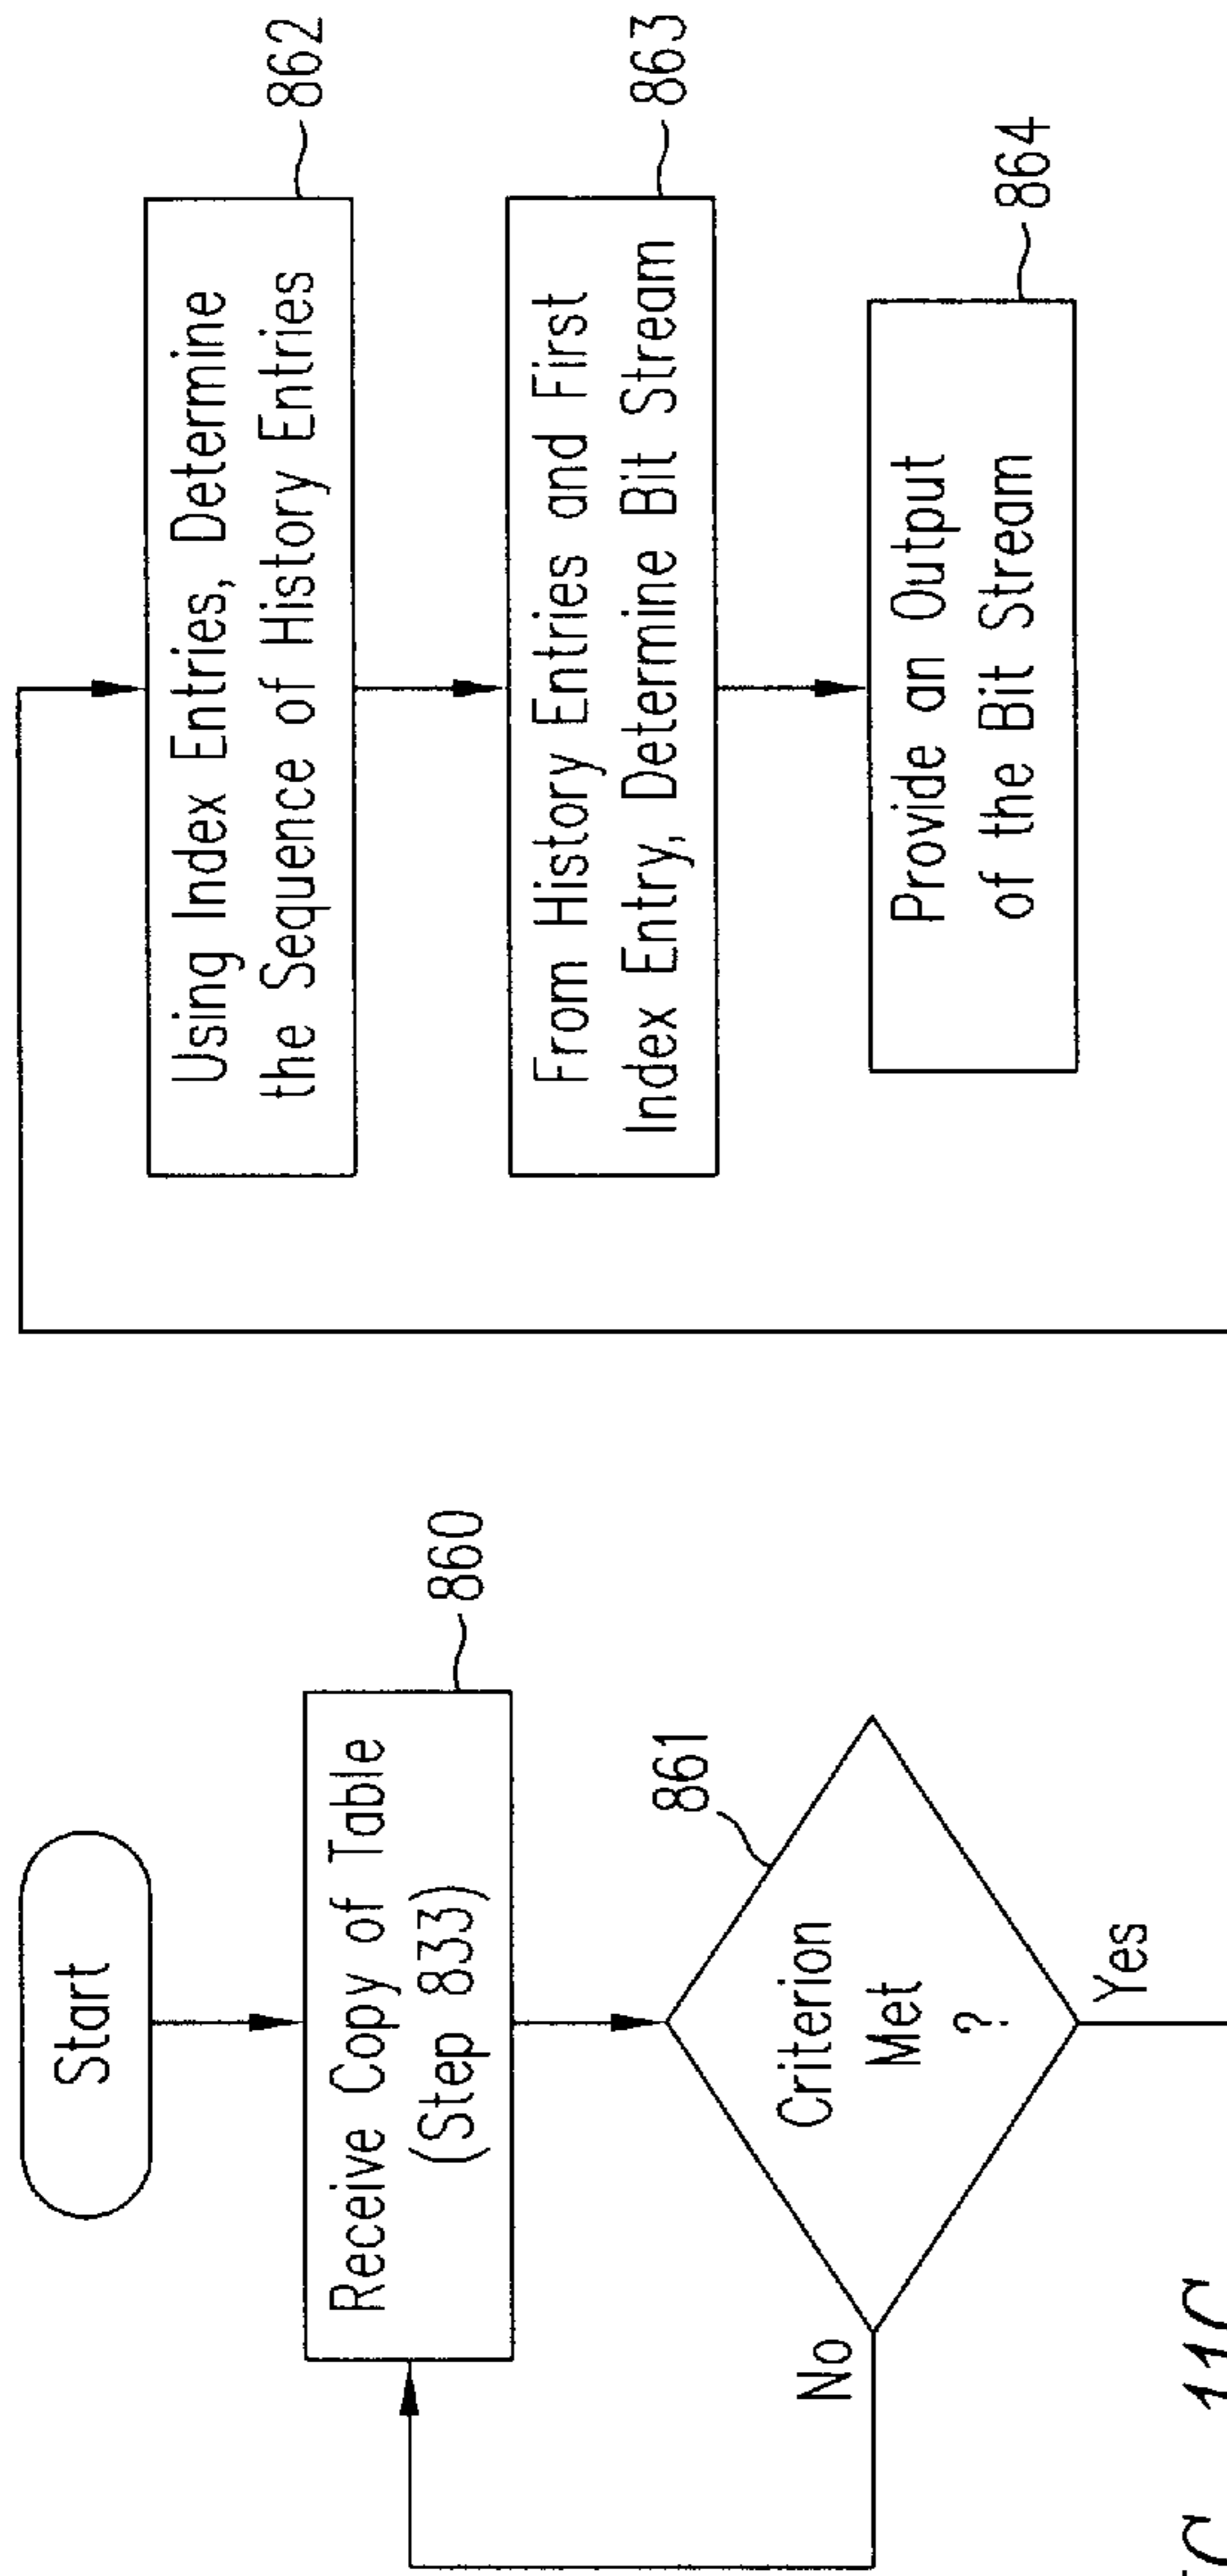 Start
Receive Copy of Table
(Step 833)
860
Criterion
Met
?
861
No
Yes
Using Index Entries, Determine
the Sequence of History Entries
862
From History Entries and First
Index Entry, Determine Bit Stream
863
Provide an Output
of the Bit Stream
864
11C